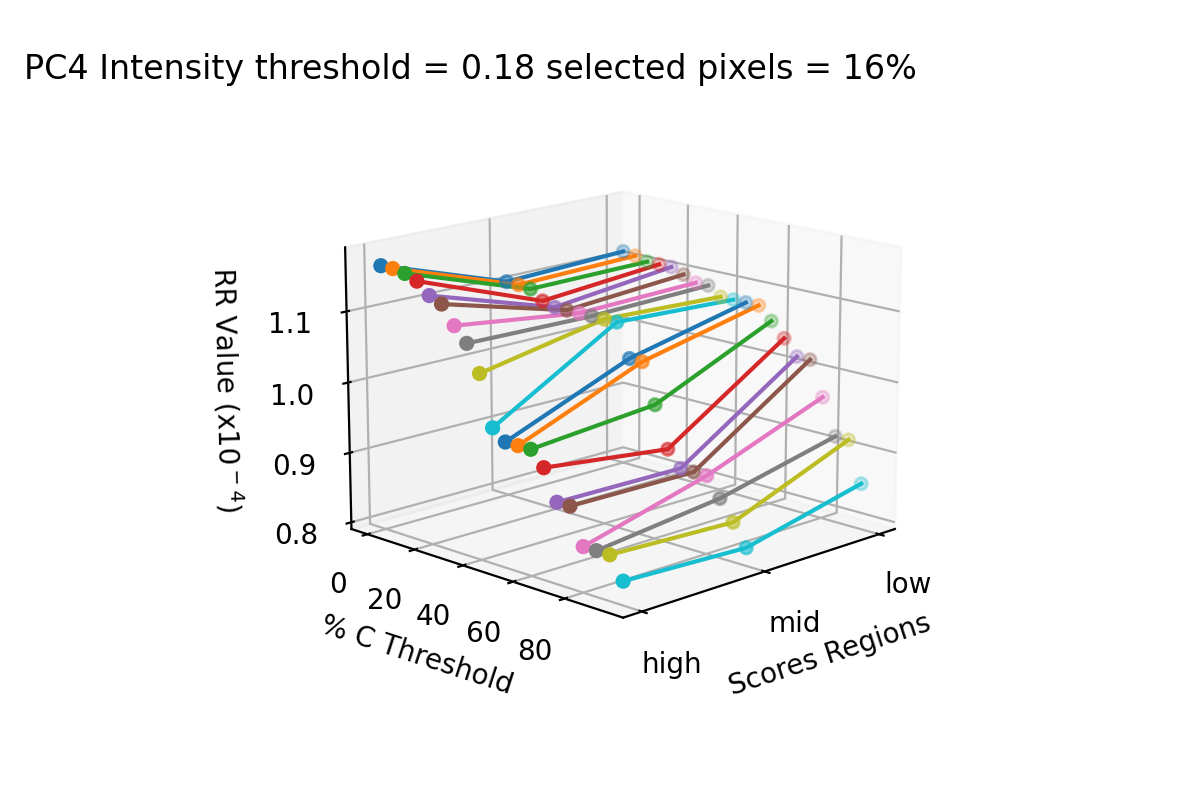 PC4 Intensity threshold = 0.18 selected pixels = 16%
RR Value (x10⁻⁴)
1.1
1.0
0.9
0.8
0
20
40
60
80
% C Threshold
high
mid
low
Scores Regions